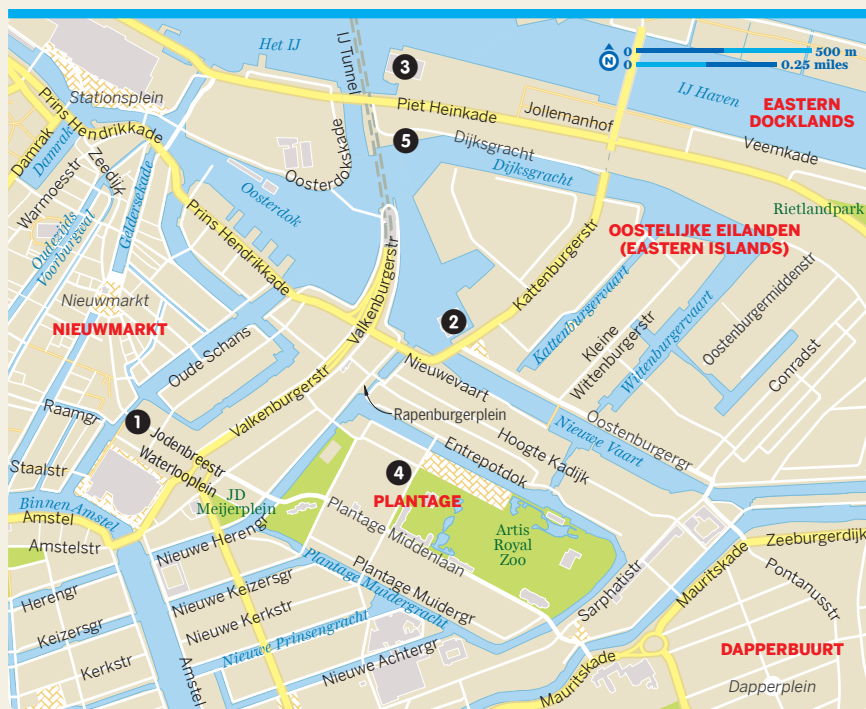 Het IJ
IJ Tunnel
3
N
0
500 m
0
0.25 miles
Stationsplein
Piet Heinkade
Jollemanhof
IJ Haven
EASTERN
DOCKLANDS
Prins Hendrikkade
Damrak
Damrak
Zeedijk
Geldersekade
Warmoesstr
Oosterdokskade
5
Dijksgracht
Dijksgracht
Veemkade
Oosterdok
Rietlandpark
Oudezijds
Voorburgwal
Prins Hendrikkade
OOSTELIJKE EILANDEN
(EASTERN ISLANDS)
Nieuwmarkt
NIEUWMARKT
Valkenburgerstr
2
Kattenburgerstr
Kattenburgervaart
Kleine
Wittenburgerstr
Wittenburgervaart
Oostenburgermiddenstr
Conradst
Oude Schans
Nieuwevaart
Valkenburgerstr
Rapenburgerplein
Oostenburgergr
Nieuwe Vaart
Raamgr
1
Jodenbreestr
Waterlooplein
Hoogte Kadijk
Entrepotdok
Staalstr
4
PLANTAGE
Binnen Amstel
Amstel
JD
Meijerplein
Plantage Middenlaan
Artis
Royal
Zoo
Amstelstr
Nieuwe Herengr
Zeeburgerdijk
Mauritskade
Pontanusstr
Sarphatistr
Herengr
Nieuwe Keizersgr
Plantage Muidergracht
Plantage Muidergr
Keizersgr
Nieuwe Kerkstr
Nieuwe Prinsengracht
Kerkstr
Amstel
Nieuwe Achtergr
Mauritskade
DAPPERBUURT
Dapperplein